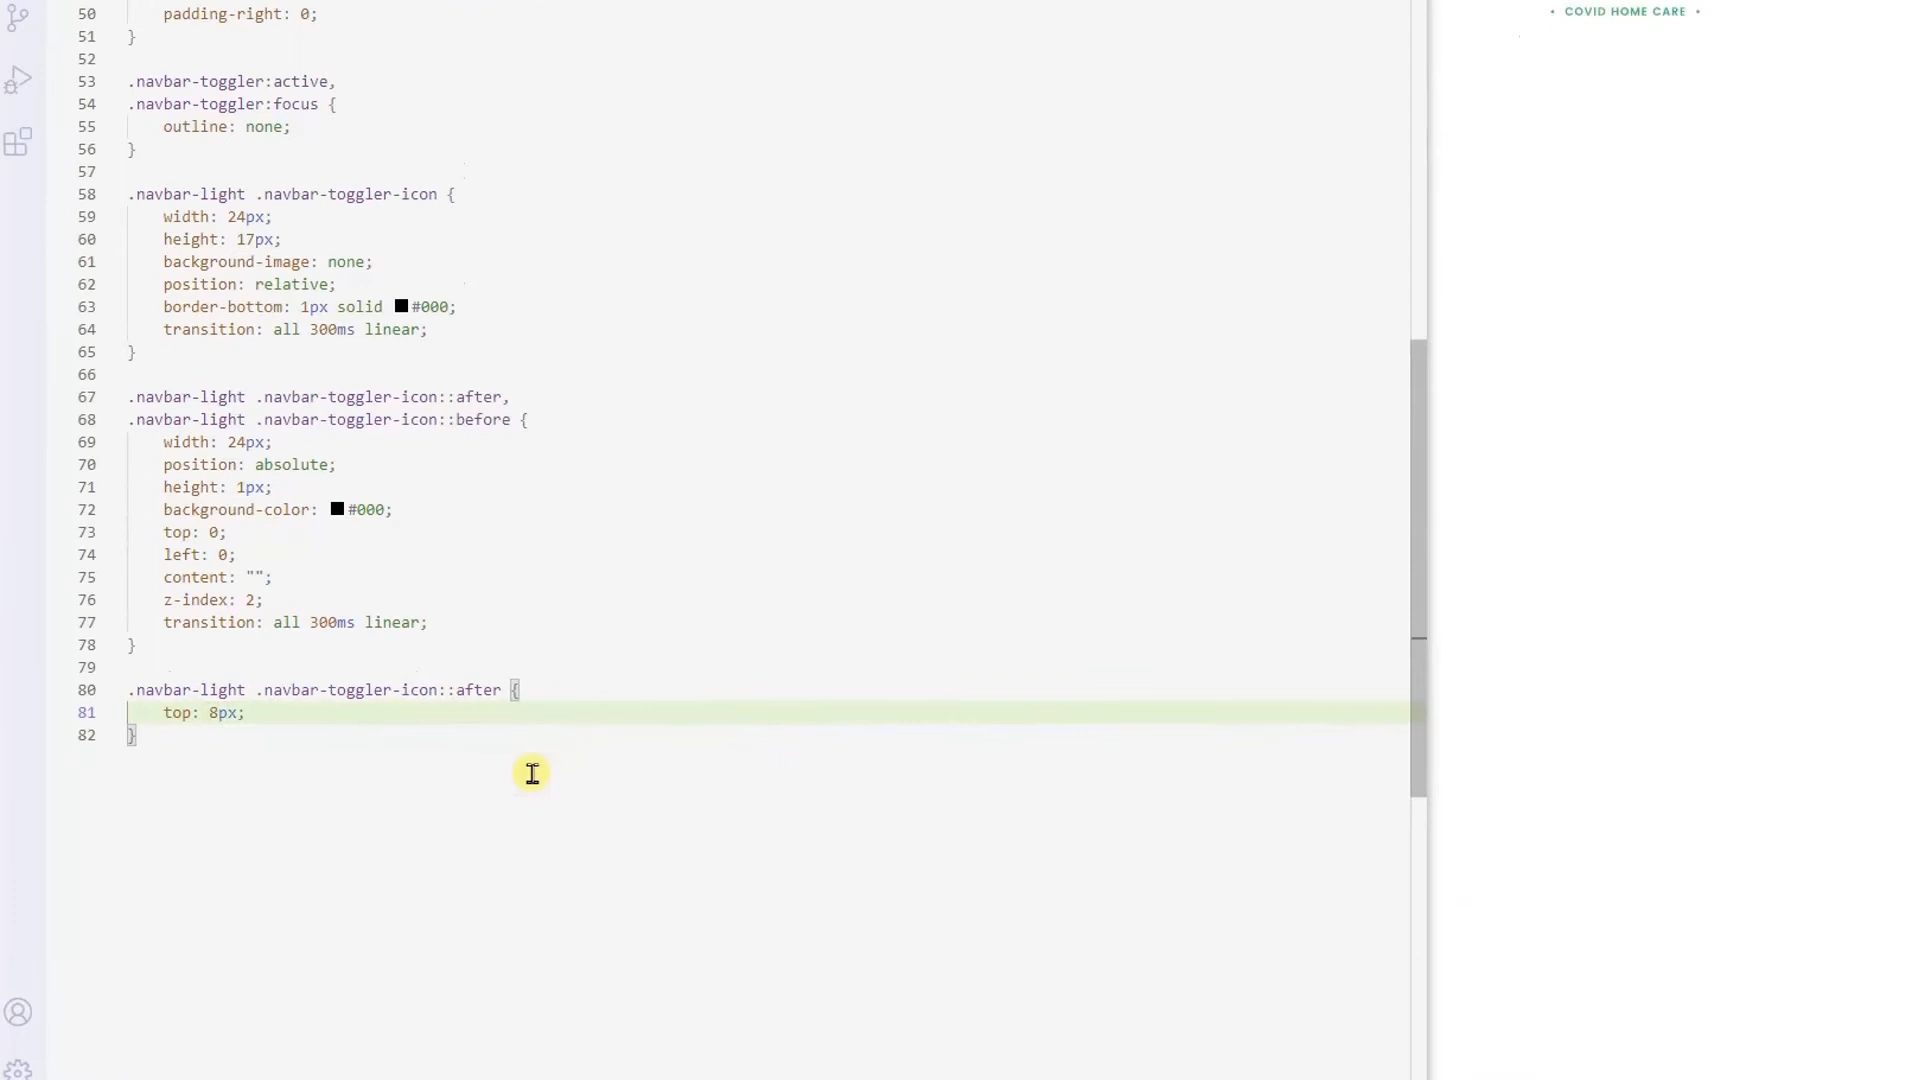 50 padding-right: 0;
51 }
52
53 .navbar-toggler:active,
54 .navbar-toggler:focus {
55 outline: none;
56 }
57
58 .navbar-light .navbar-toggler-icon {
59 width: 24px;
60 height: 17px;
61 background-image: none;
62 position: relative;
63 border-bottom: 1px solid #000;
64 transition: all 300ms linear;
65 }
66
67 .navbar-light .navbar-toggler-icon::after,
68 .navbar-light .navbar-toggler-icon::before {
69 width: 24px;
70 position: absolute;
71 height: 1px;
72 background-color: #000;
73 top: 0;
74 left: 0;
75 content: "";
76 z-index: 2;
77 transition: all 300ms linear;
78 }
79
80 .navbar-light .navbar-toggler-icon::after {
81 top: 8px;
82 }
• COVID HOME CARE •